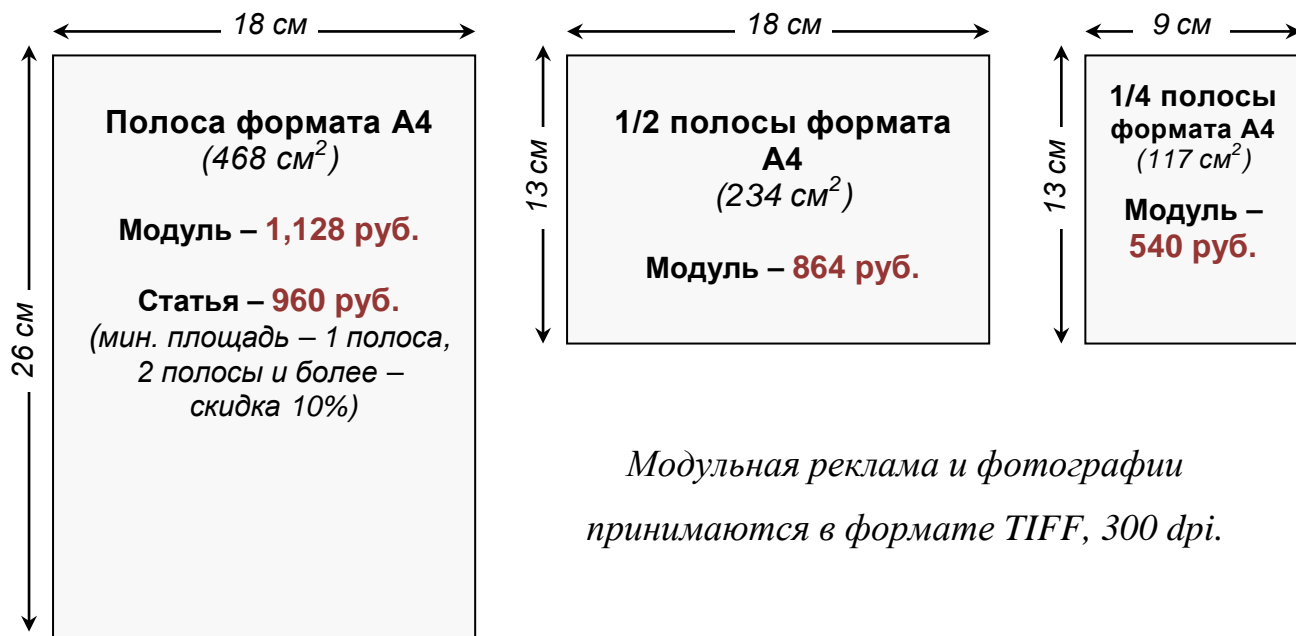 18 см
26 см
Полоса формата А4
(468 см²)
Модуль – 1,128 руб.
Статья – 960 руб.
(мин. площадь – 1 полоса,
2 полосы и более –
скидка 10%)
18 см
13 см
1/2 полосы формата
А4
(234 см²)
Модуль – 864 руб.
9 см
13 см
1/4 полосы
формата А4
(117 см²)
Модуль –
540 руб.
Модульная реклама и фотографии
принимаются в формате TIFF, 300 dpi.